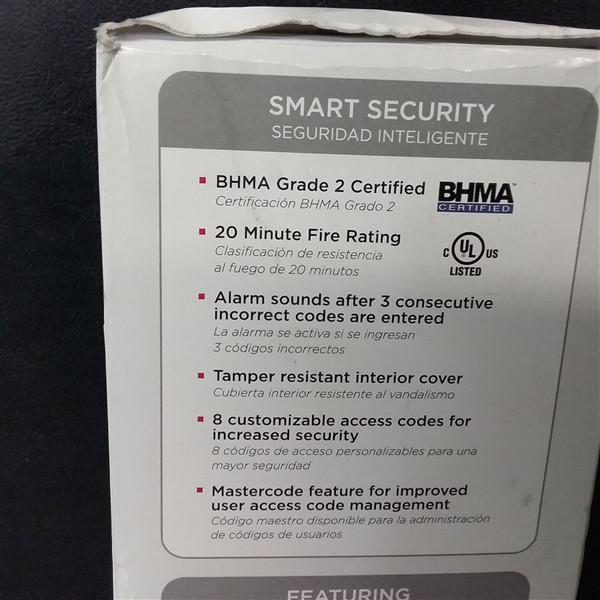 SMART SECURITY
SEGURIDAD INTELIGENTE
BHMA Grade 2 Certified
Certificación BHMA Grado 2
BHMA™
CERTIFIED
20 Minute Fire Rating
Clasificación de resistencia
al fuego de 20 minutos
C UL US
LISTED
Alarm sounds after 3 consecutive
incorrect codes are entered
La alarma se activa si se ingresan
3 códigos incorrectos
Tamper resistant interior cover
Cubierta interior resistente al vandalismo
8 customizable access codes for
increased security
8 códigos de acceso personalizables para una
mayor seguridad
Mastercode feature for improved
user access code management
Código maestro disponible para la administración
de códigos de usuarios
FEATURING